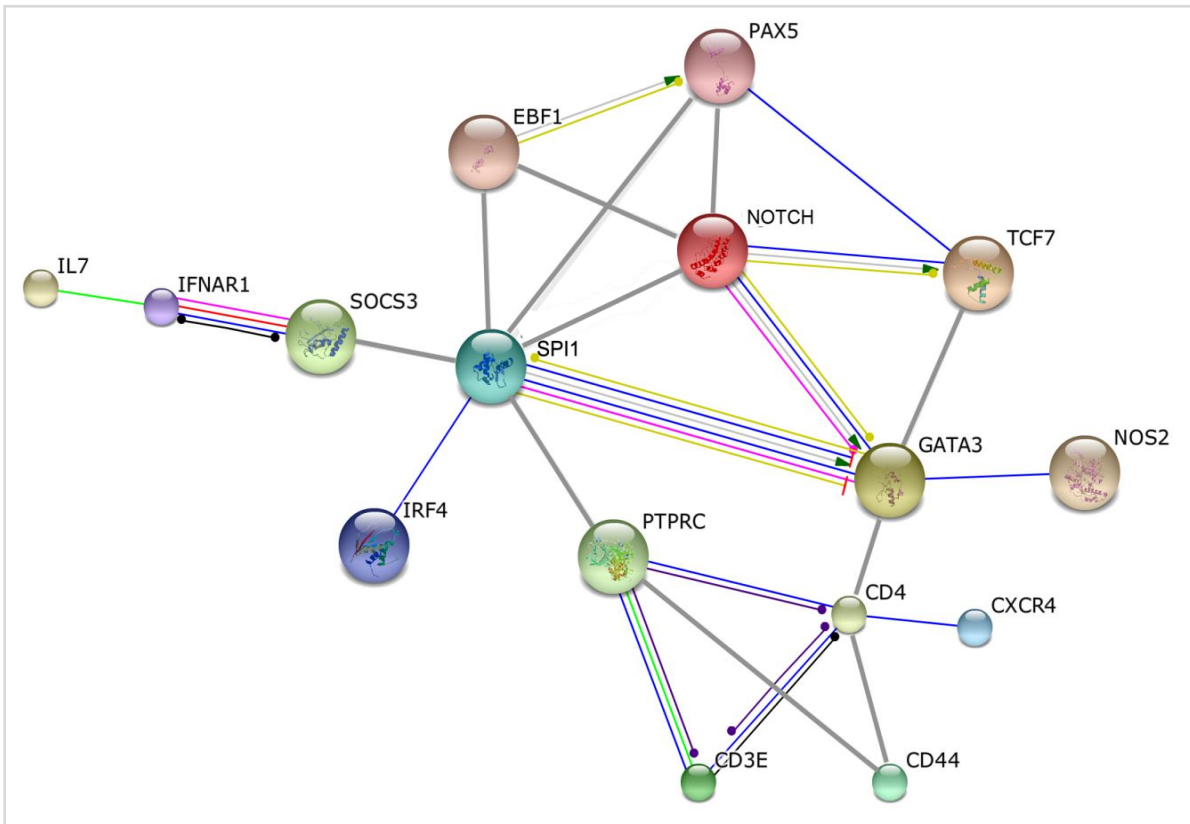 PAX5
EBF1
NOTCH
TCF7
IL7
IFNAR1
SOCS3
SPI1
GATA3
NOS2
IRF4
PTPRC
CD4
CXCR4
CD3E
CD44